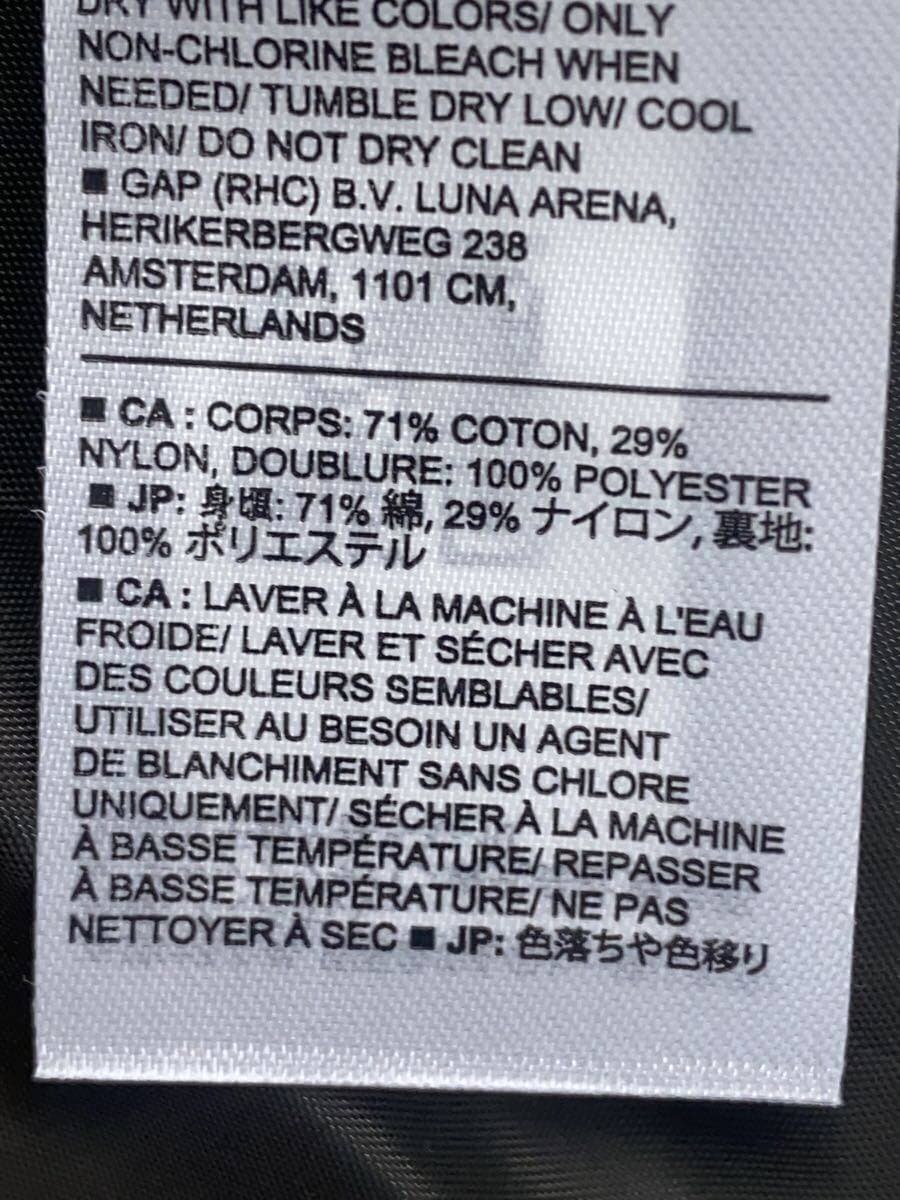 DRY WITH LIKE COLORS/ ONLY
NON-CHLORINE BLEACH WHEN
NEEDED/ TUMBLE DRY LOW/ COOL
IRON/ DO NOT DRY CLEAN
■ GAP (RHC) B.V. LUNA ARENA,
HERIKERBERGWEG 238
AMSTERDAM, 1101 CM,
NETHERLANDS
■ CA : CORPS: 71% COTON, 29%
NYLON, DOUBLURE: 100% POLYESTER
■ JP: 身頃: 71% 綿, 29% ナイロン, 裏地:
100% ポリエステル
■ CA : LAVER À LA MACHINE À L'EAU
FROIDE/ LAVER ET SÉCHER AVEC
DES COULEURS SEMBLABLES/
UTILISER AU BESOIN UN AGENT
DE BLANCHIMENT SANS CHLORE
UNIQUEMENT/ SÉCHER À LA MACHINE
À BASSE TEMPÉRATURE/ REPASSER
À BASSE TEMPÉRATURE/ NE PAS
NETTOYER À SEC ■ JP: 色落ちや色移り